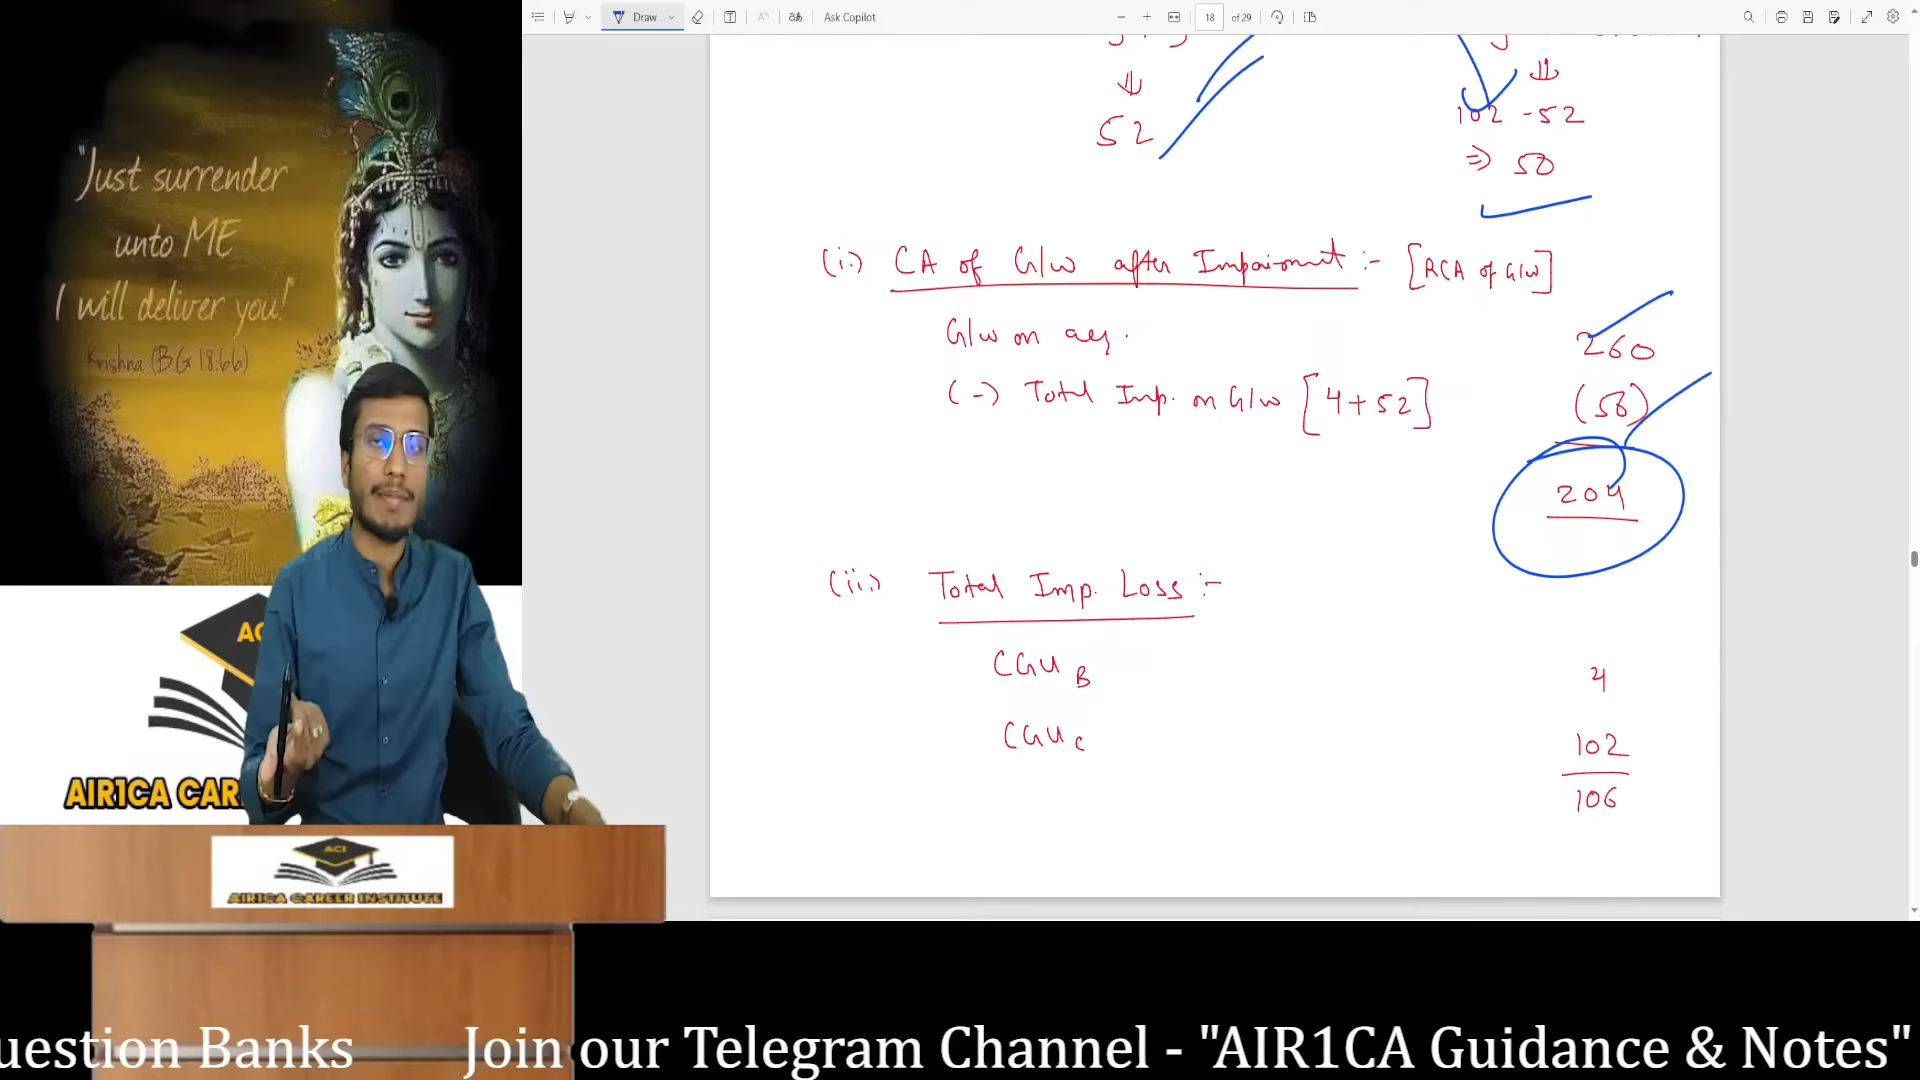 Draw
Ask Copilot
18 of 29
"Just surrender
unto ME
I will deliver you!"
Krishna (B.G 18:66)
52
102 - 52
⇒ 50
(i.) CA of G/w after Impairment :- [RCA of G/w]
G/w on acq. 260
(-) Total Imp. on G/w [4+52] (56)
204
(ii.) Total Imp. Loss :-
CGU B 4
CGU C 102
106
AIR1CA CAR
ACI
AIR1CA CAREER INSTITUTE
uestion Banks Join our Telegram Channel - "AIR1CA Guidance & Notes"